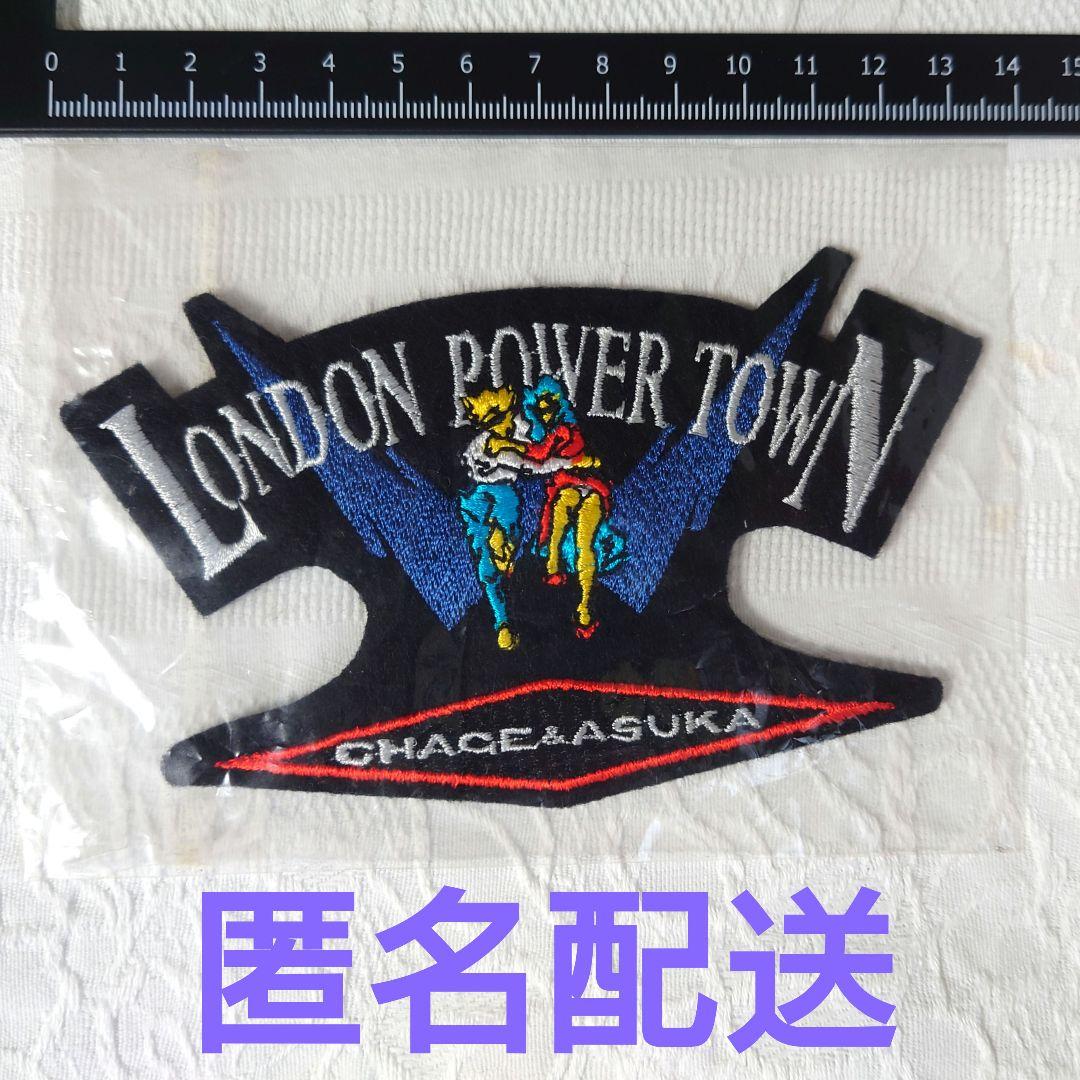 0 1 2 3 4 5 6 7 8 9 10 11 12 13 14 15
LONDON POWER TOWN
CHAGE&ASUKA
匿名配送